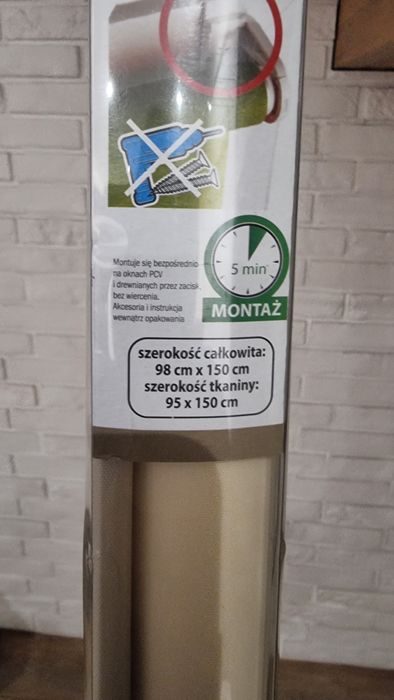 5 min
MONTAŻ
Montuje się bezpośrednio
na oknach PCV
i drewnianych przez zacisk,
bez wiercenia.
Akcesoria i instrukcja
wewnątrz opakowania
szerokość całkowita:
98 cm x 150 cm
szerokość tkaniny:
95 x 150 cm